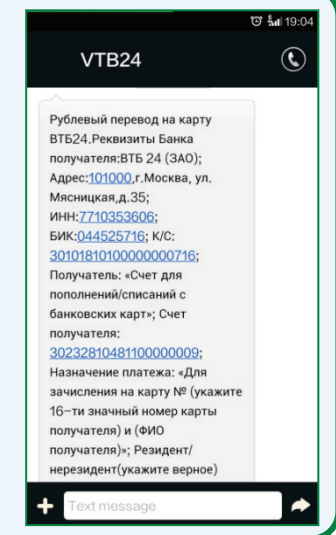 19:04
VTB24
Рублевый перевод на карту
ВТБ24.Реквизиты Банка
получателя:ВТБ 24 (ЗАО);
Адрес:101000,г.Москва, ул.
Мясницкая,д.35;
ИНН:7710353606;
БИК:044525716; К/С:
30101810100000000716;
Получатель: «Счет для
пополнений/списаний с
банковских карт»; Счет
получателя:
30232810481100000009;
Назначение платежа: «Для
зачисления на карту № (укажите
16-ти значный номер карты
получателя) и (ФИО
получателя)»; Резидент/
нерезидент(укажите верное)
Text message